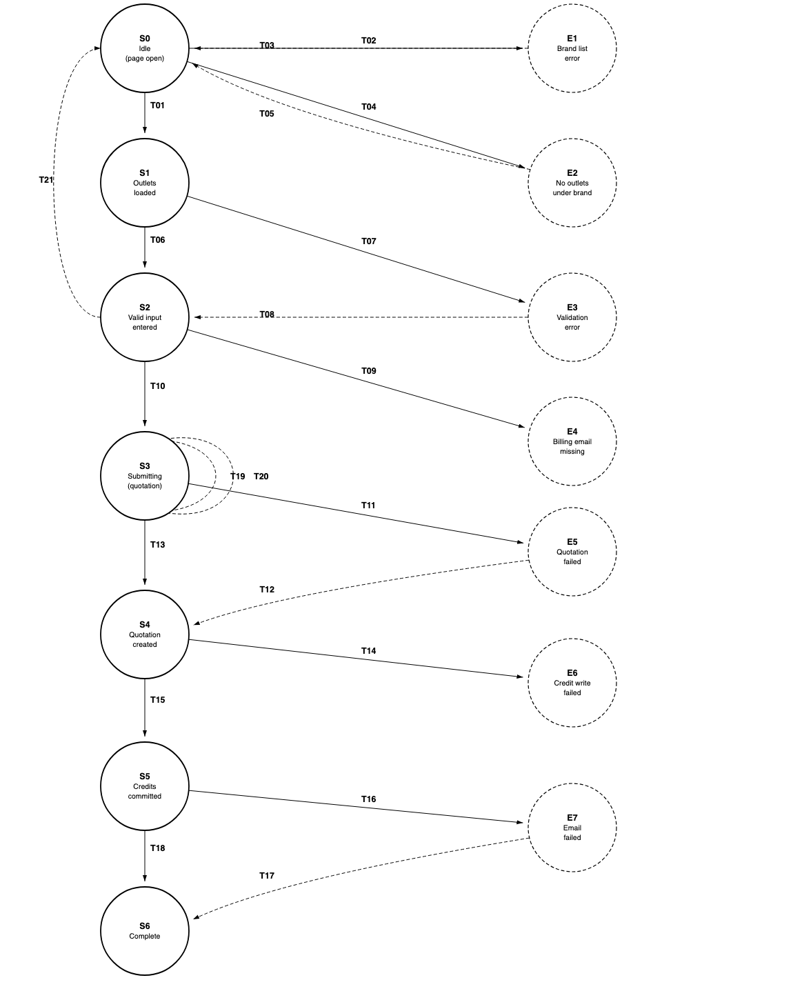 S0
Idle
(page open)
T03
T02
E1
Brand list
error
T01
T04
T05
S1
Outlets
loaded
E2
No outlets
under brand
T21
T06
T07
S2
Valid input
entered
T08
E3
Validation
error
T09
T10
E4
Billing email
missing
S3
Submitting
(quotation)
T19
T20
T11
T13
E5
Quotation
failed
T12
S4
Quotation
created
T14
E6
Credit write
failed
T15
S5
Credits
committed
T16
E7
Email
failed
T18
T17
S6
Complete